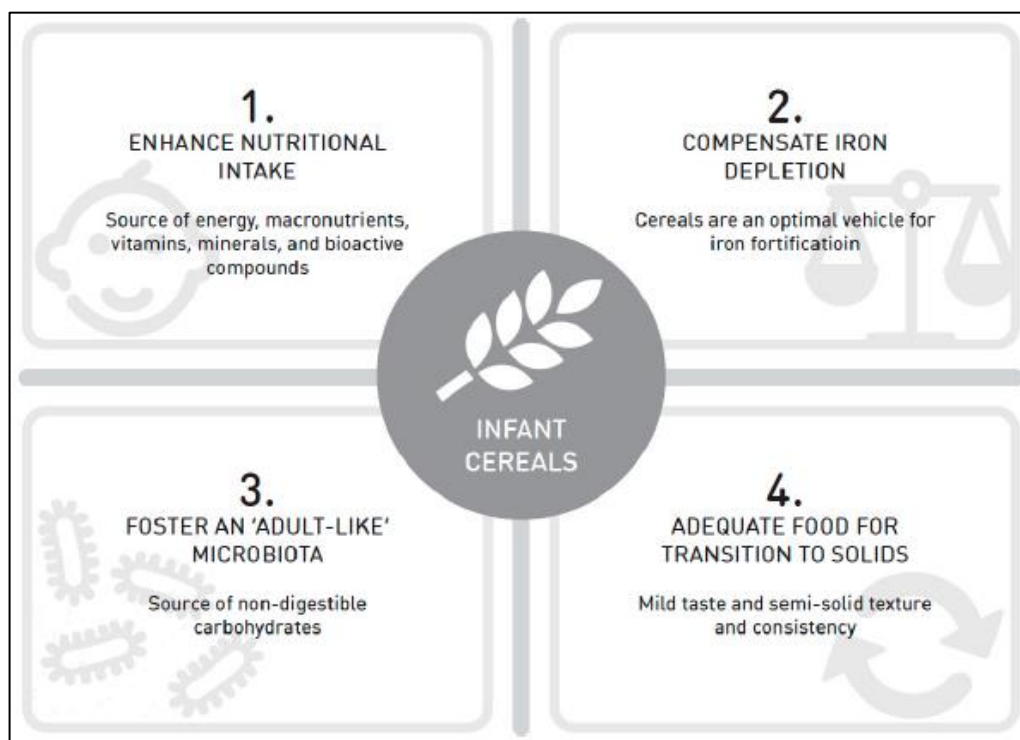 1.
ENHANCE NUTRITIONAL
INTAKE
Source of energy, macronutrients,
vitamins, minerals, and bioactive
compounds
2.
COMPENSATE IRON
DEPLETION
Cereals are an optimal vehicle for
iron fortificatioin
INFANT
CEREALS
3.
FOSTER AN ‘ADULT-LIKE’
MICROBIOTA
Source of non-digestible
carbohydrates
4.
ADEQUATE FOOD FOR
TRANSITION TO SOLIDS
Mild taste and semi-solid texture
and consistency